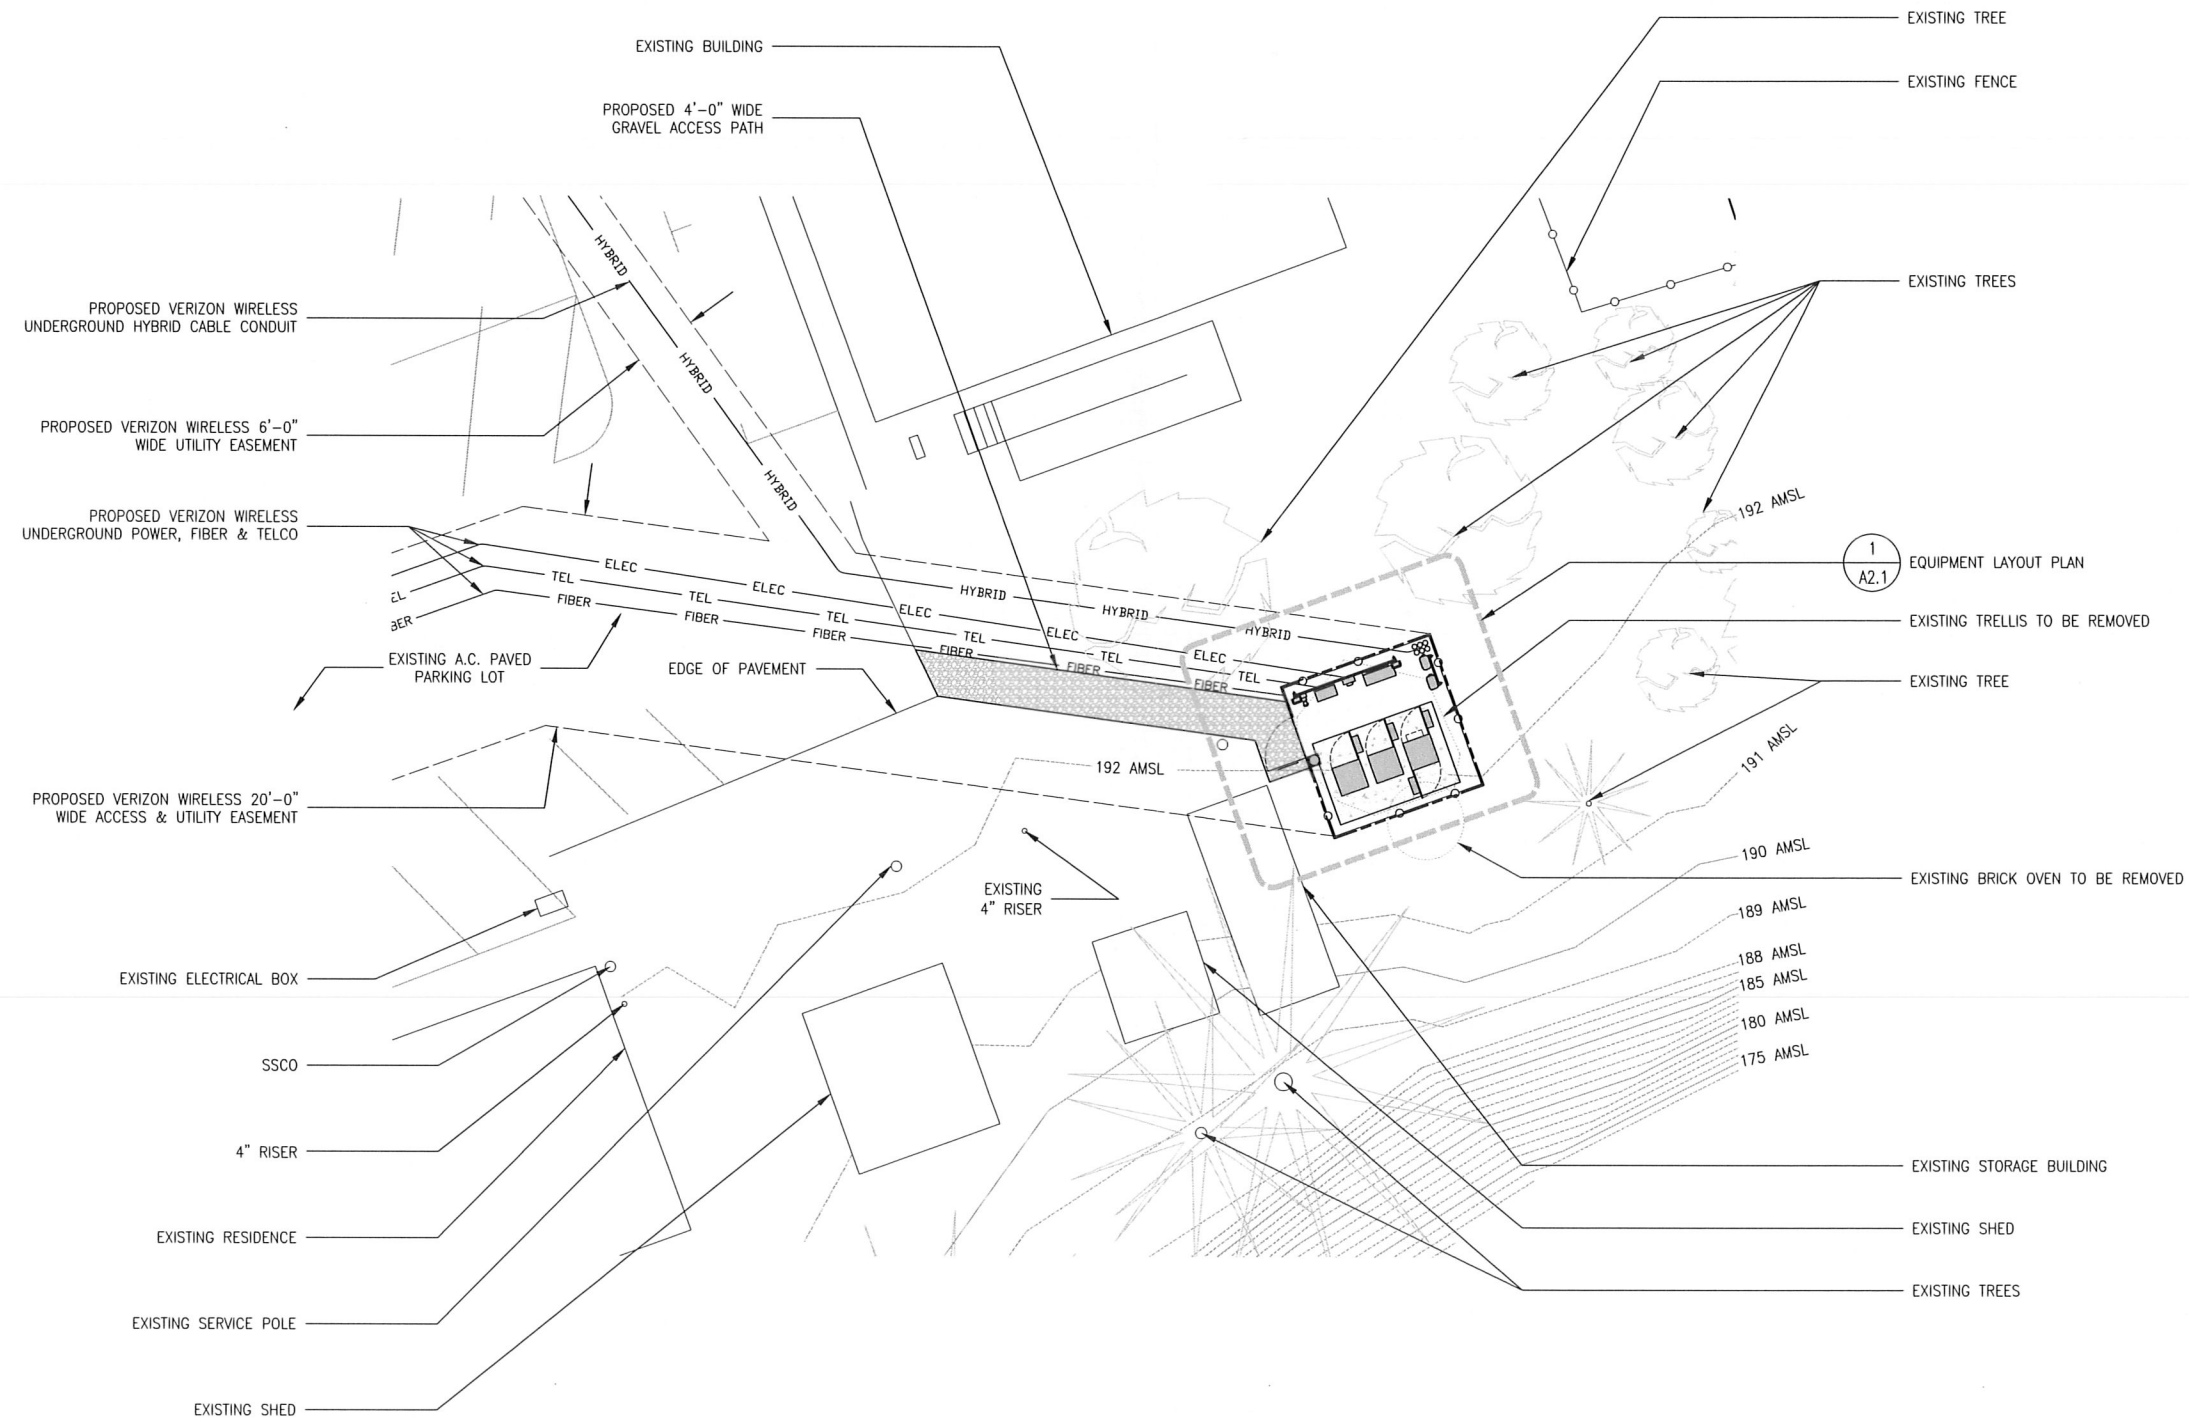 EXISTING TREE
EXISTING BUILDING
EXISTING FENCE
PROPOSED 4'-0" WIDE
GRAVEL ACCESS PATH
HYBRID
EXISTING TREES
PROPOSED VERIZON WIRELESS
UNDERGROUND HYBRID CABLE CONDUIT
HYBRID
PROPOSED VERIZON WIRELESS 6'-0"
WIDE UTILITY EASEMENT
HYBRID
192 AMSL
PROPOSED VERIZON WIRELESS
UNDERGROUND POWER, FIBER & TELCO
1
A2.1
EQUIPMENT LAYOUT PLAN
ELEC
ELEC
ELEC
ELEC
ELEC
HYBRID
HYBRID
HYBRID
EL
TEL
TEL
TEL
TEL
TEL
TEL
BER
FIBER
FIBER
FIBER
FIBER
FIBER
FIBER
EXISTING TRELLIS TO BE REMOVED
EXISTING A.C. PAVED
PARKING LOT
EDGE OF PAVEMENT
EXISTING TREE
191 AMSL
192 AMSL
PROPOSED VERIZON WIRELESS 20'-0"
WIDE ACCESS & UTILITY EASEMENT
190 AMSL
EXISTING BRICK OVEN TO BE REMOVED
EXISTING
4" RISER
189 AMSL
188 AMSL
EXISTING ELECTRICAL BOX
185 AMSL
180 AMSL
175 AMSL
SSCO
4" RISER
EXISTING STORAGE BUILDING
EXISTING RESIDENCE
EXISTING SHED
EXISTING TREES
EXISTING SERVICE POLE
EXISTING SHED